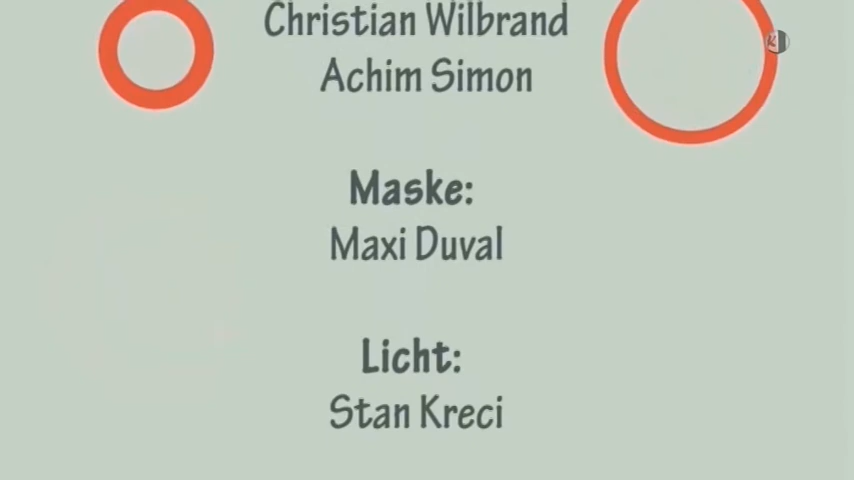 Christian Wilbrand
Achim Simon
Maske:
Maxi Duval
Licht:
Stan Kreci